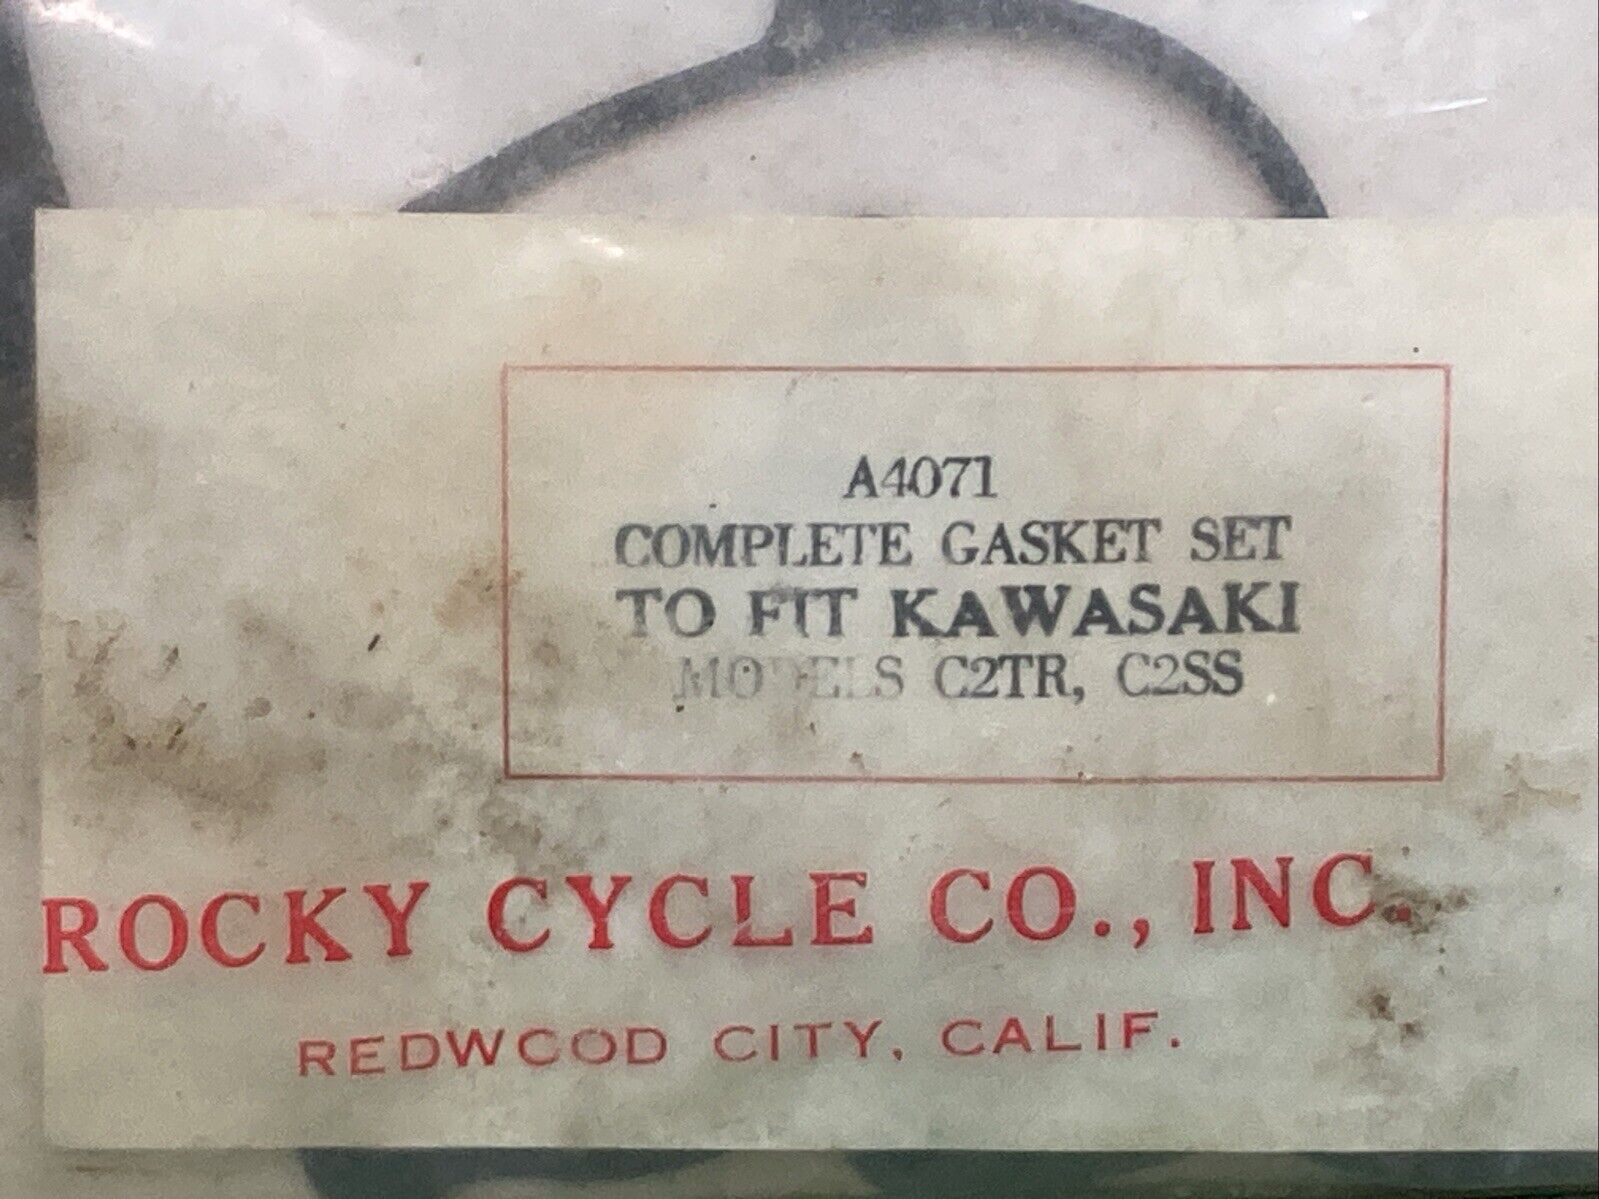 A4071
COMPLETE GASKET SET
TO FIT KAWASAKI
MODELS C2TR, C2SS
ROCKY CYCLE CO., INC.
REDWOOD CITY, CALIF.